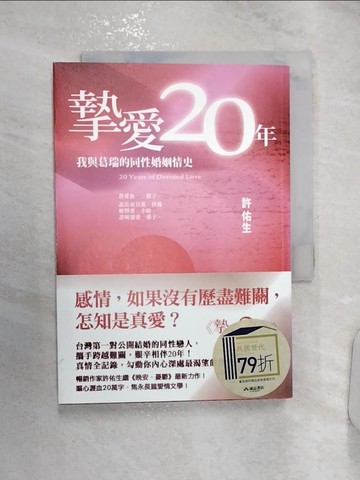 摯愛20年
我與葛瑞的同性婚姻情史
20 Years of Devoted Love
許佑生
感情，如果沒有歷盡難關，
怎知是真愛？
《摯
台灣第一對公開結婚的同性戀人，
攜手跨越難關，艱辛相伴20年！
真情全記錄，勾動你內心深處最渴望的
暢銷作家許佑生繼《晚安，憂鬱》最新力作！
嘔心瀝血20萬字，雋永長篇愛情文學！
79折